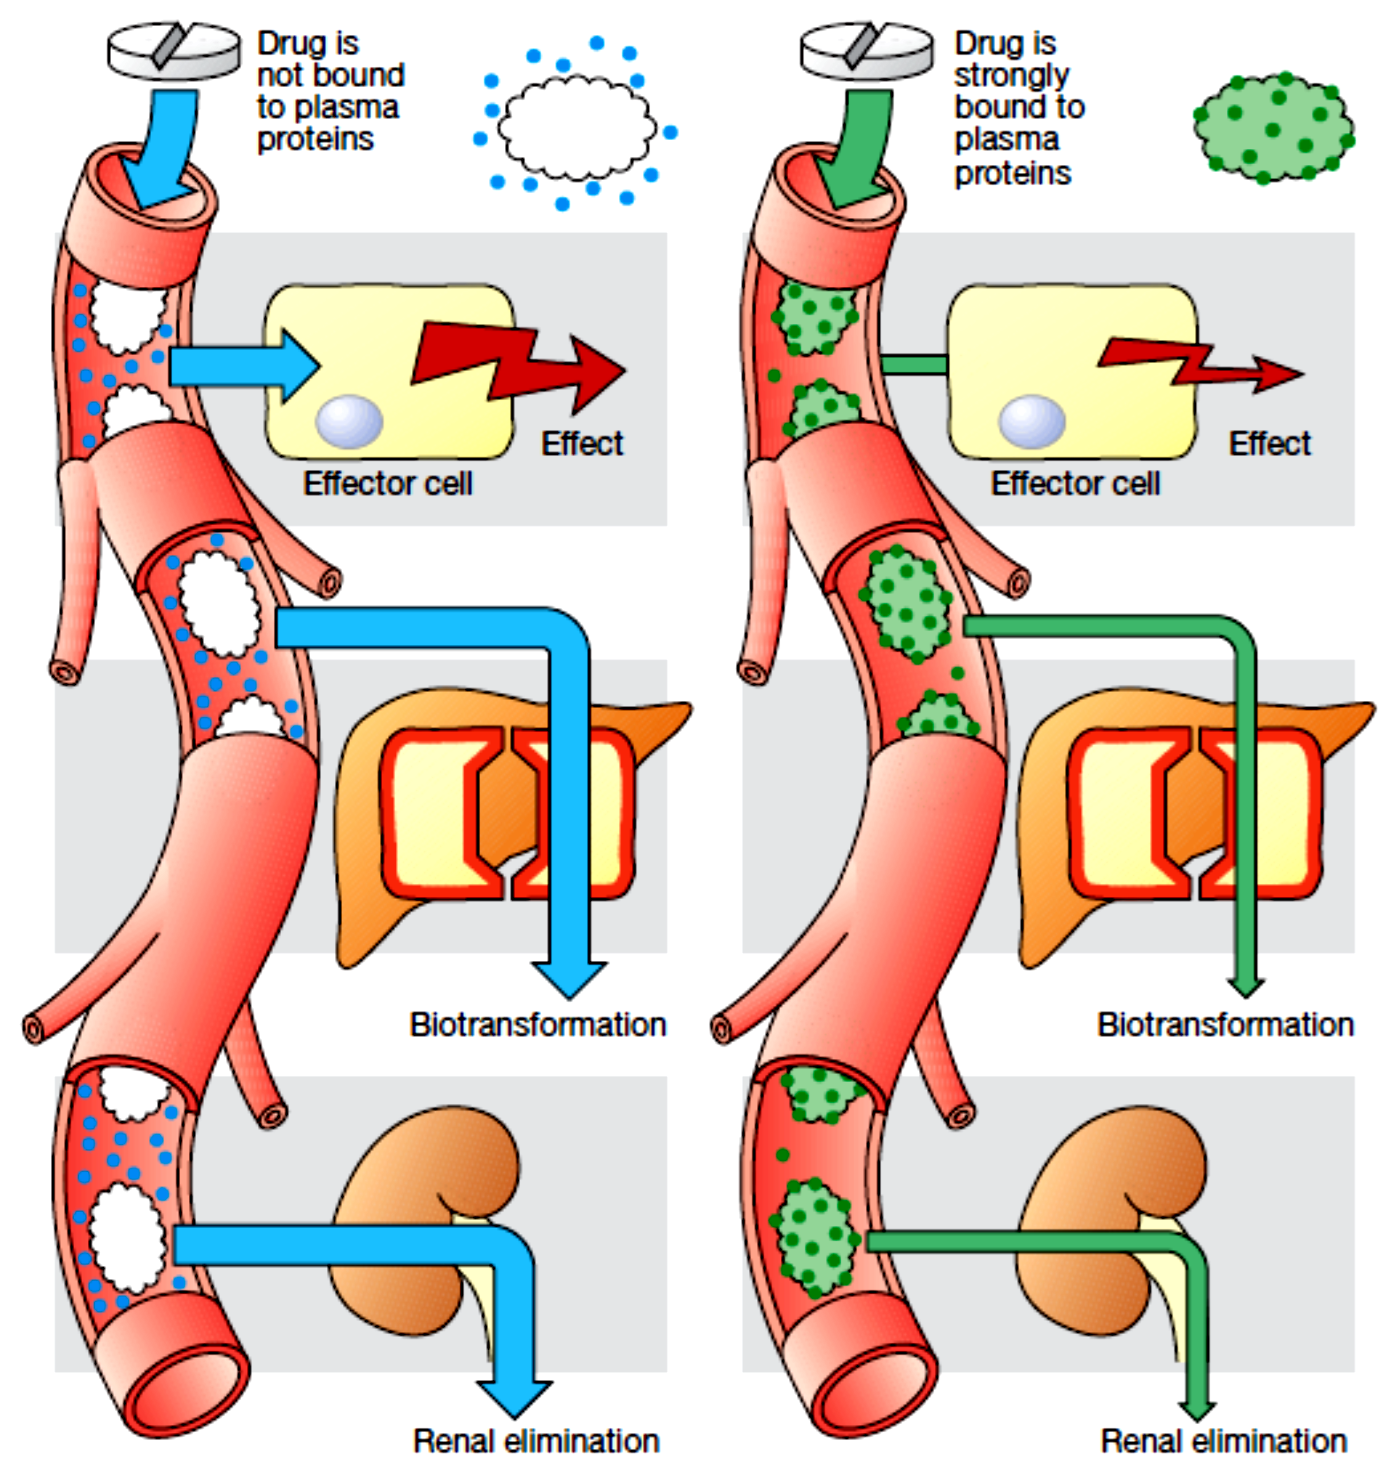 Drug is
not bound
to plasma
proteins
Drug is
strongly
bound to
plasma
proteins
Effect
Effector cell
Effect
Effector cell
Biotransformation
Biotransformation
Renal elimination
Renal elimination